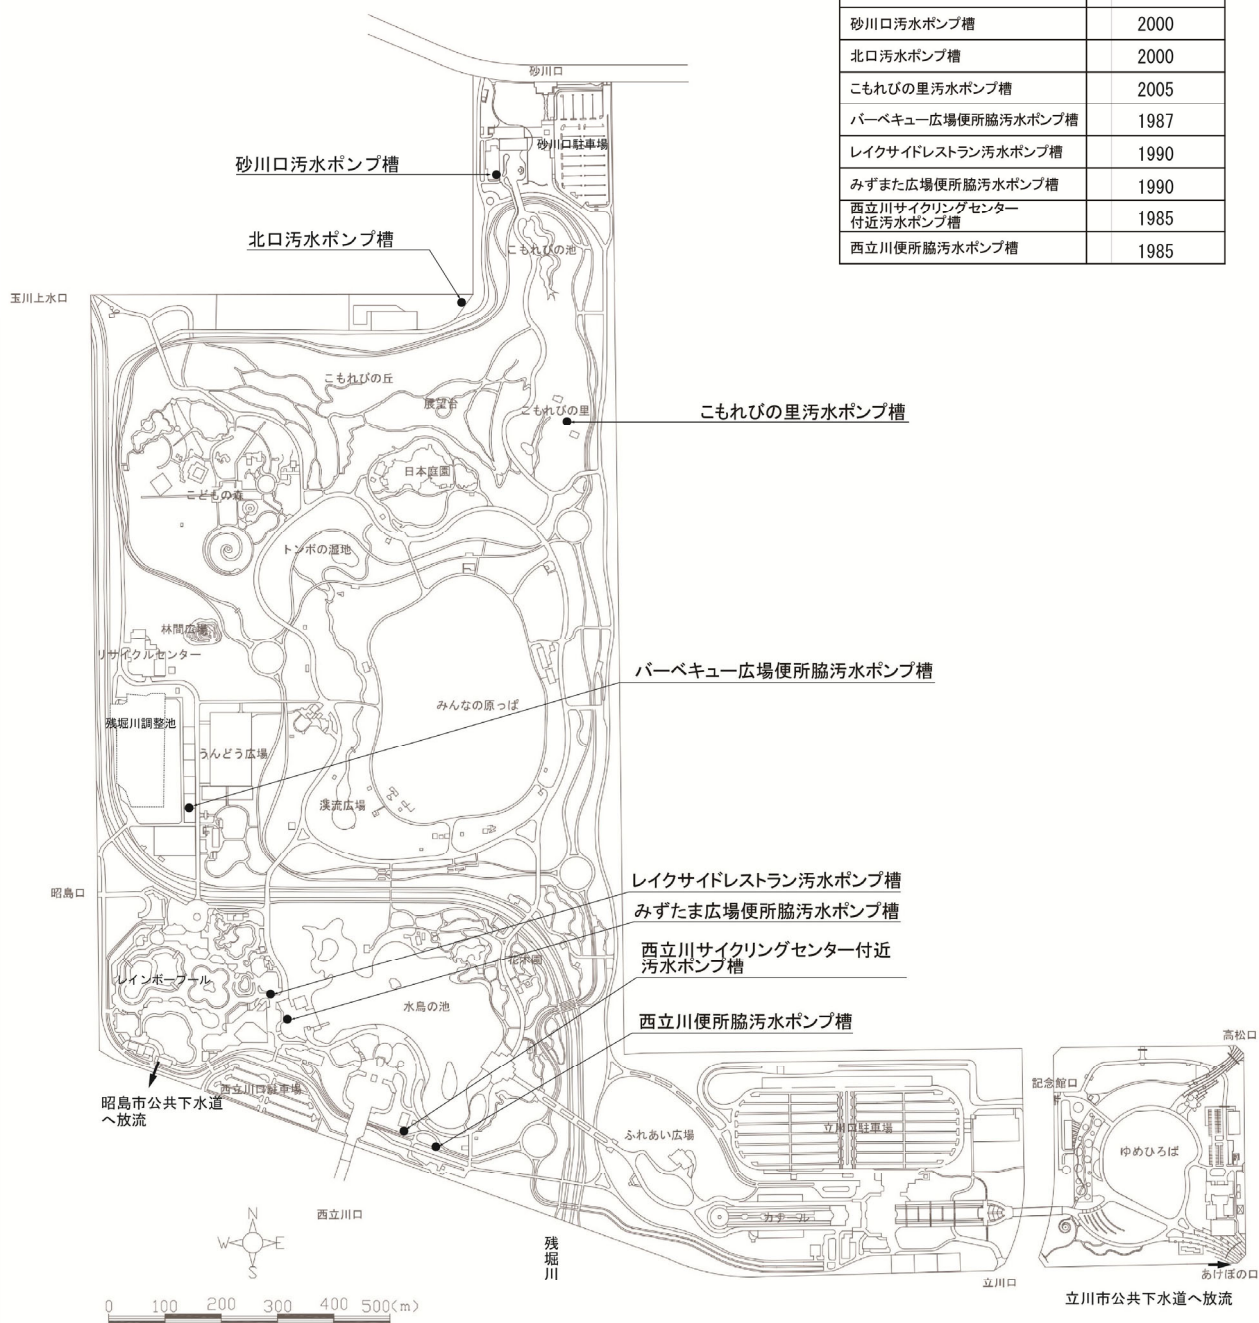 砂川口汚水ポンプ槽 2000
北口汚水ポンプ槽 2000
こもれびの里汚水ポンプ槽 2005
バーベキュー広場便所脇汚水ポンプ槽 1987
レイクサイドレストラン汚水ポンプ槽 1990
みずまた広場便所脇汚水ポンプ槽 1990
西立川サイクリングセンター
付近汚水ポンプ槽 1985
西立川便所脇汚水ポンプ槽 1985
砂川口
砂川口駐車場
砂川口汚水ポンプ槽
北口汚水ポンプ槽
こもれびの池
玉川上水口
こもれびの丘
展望台
こもれびの里
こもれびの里汚水ポンプ槽
日本庭園
こどもの森
トンボの湿地
林間広場
リサイクルセンター
バーベキュー広場便所脇汚水ポンプ槽
みんなの原っぱ
残堀川調整池
うんどう広場
渓流広場
昭島口
レイクサイドレストラン汚水ポンプ槽
みずたま広場便所脇汚水ポンプ槽
西立川サイクリングセンター付近
汚水ポンプ槽
花木園
レインボープール
水鳥の池
西立川便所脇汚水ポンプ槽
高松口
記念館口
西立川口駐車場
昭島市公共下水道
へ放流
ふれあい広場
立川口駐車場
ゆめひろば
カナール
西立川口
残堀川
N
W E
S
立川口
あけぼの口
立川市公共下水道へ放流
0 100 200 300 400 500(m)